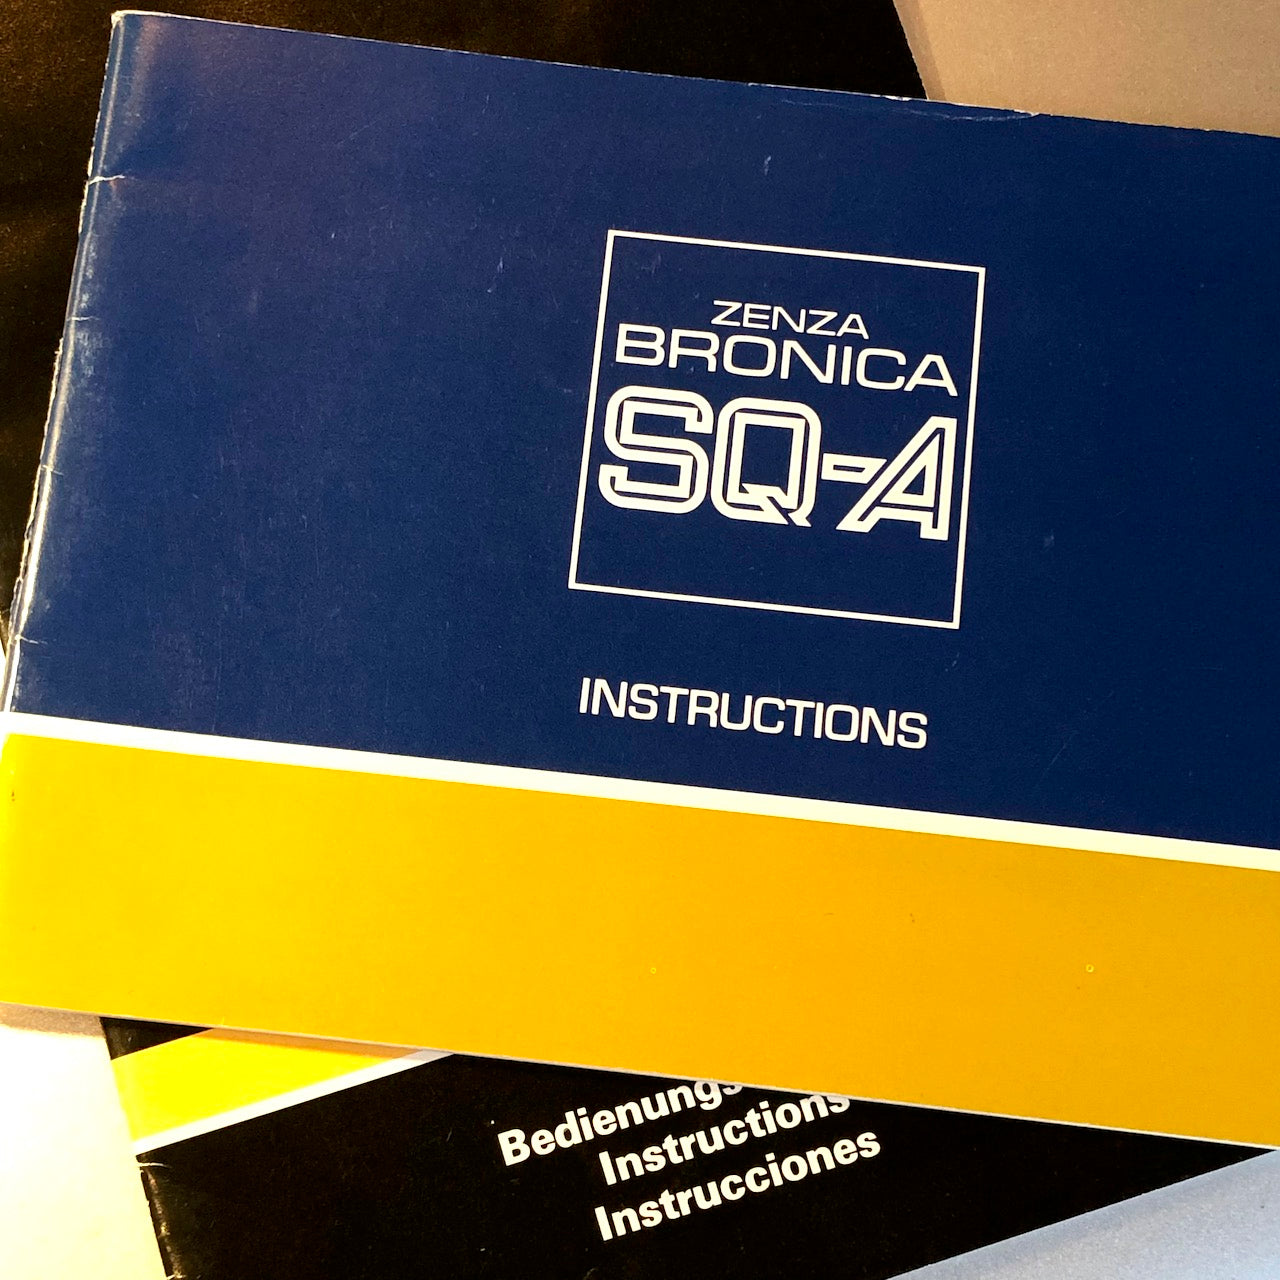 ZENZA
BRONICA
SQ-A
INSTRUCTIONS
Instructions
Instrucciones